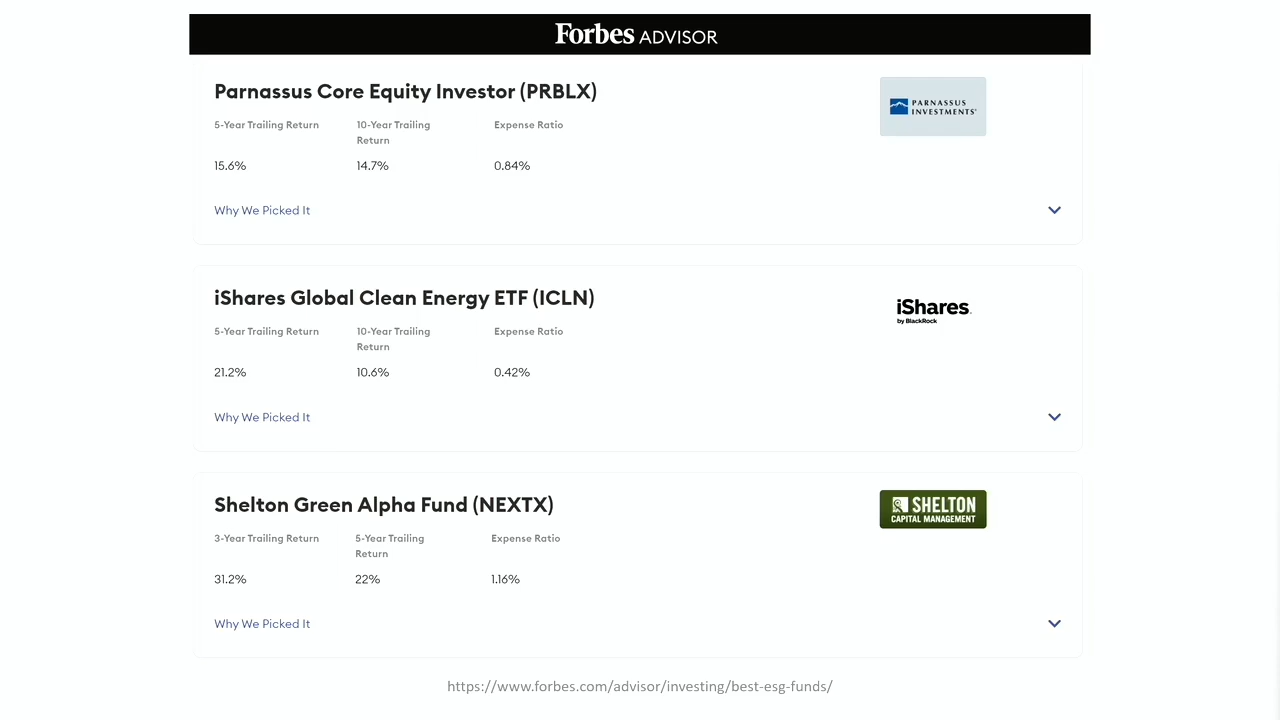 Forbes ADVISOR
Parnassus Core Equity Investor (PRBLX)
PARNASSUS
INVESTMENTS®
5-Year Trailing Return
10-Year Trailing
Return
Expense Ratio
15.6%
14.7%
0.84%
Why We Picked It
iShares Global Clean Energy ETF (ICLN)
iShares.
by BlackRock
5-Year Trailing Return
10-Year Trailing
Return
Expense Ratio
21.2%
10.6%
0.42%
Why We Picked It
Shelton Green Alpha Fund (NEXTX)
SHELTON
CAPITAL MANAGEMENT
3-Year Trailing Return
5-Year Trailing
Return
Expense Ratio
31.2%
22%
1.16%
Why We Picked It
https://www.forbes.com/advisor/investing/best-esg-funds/